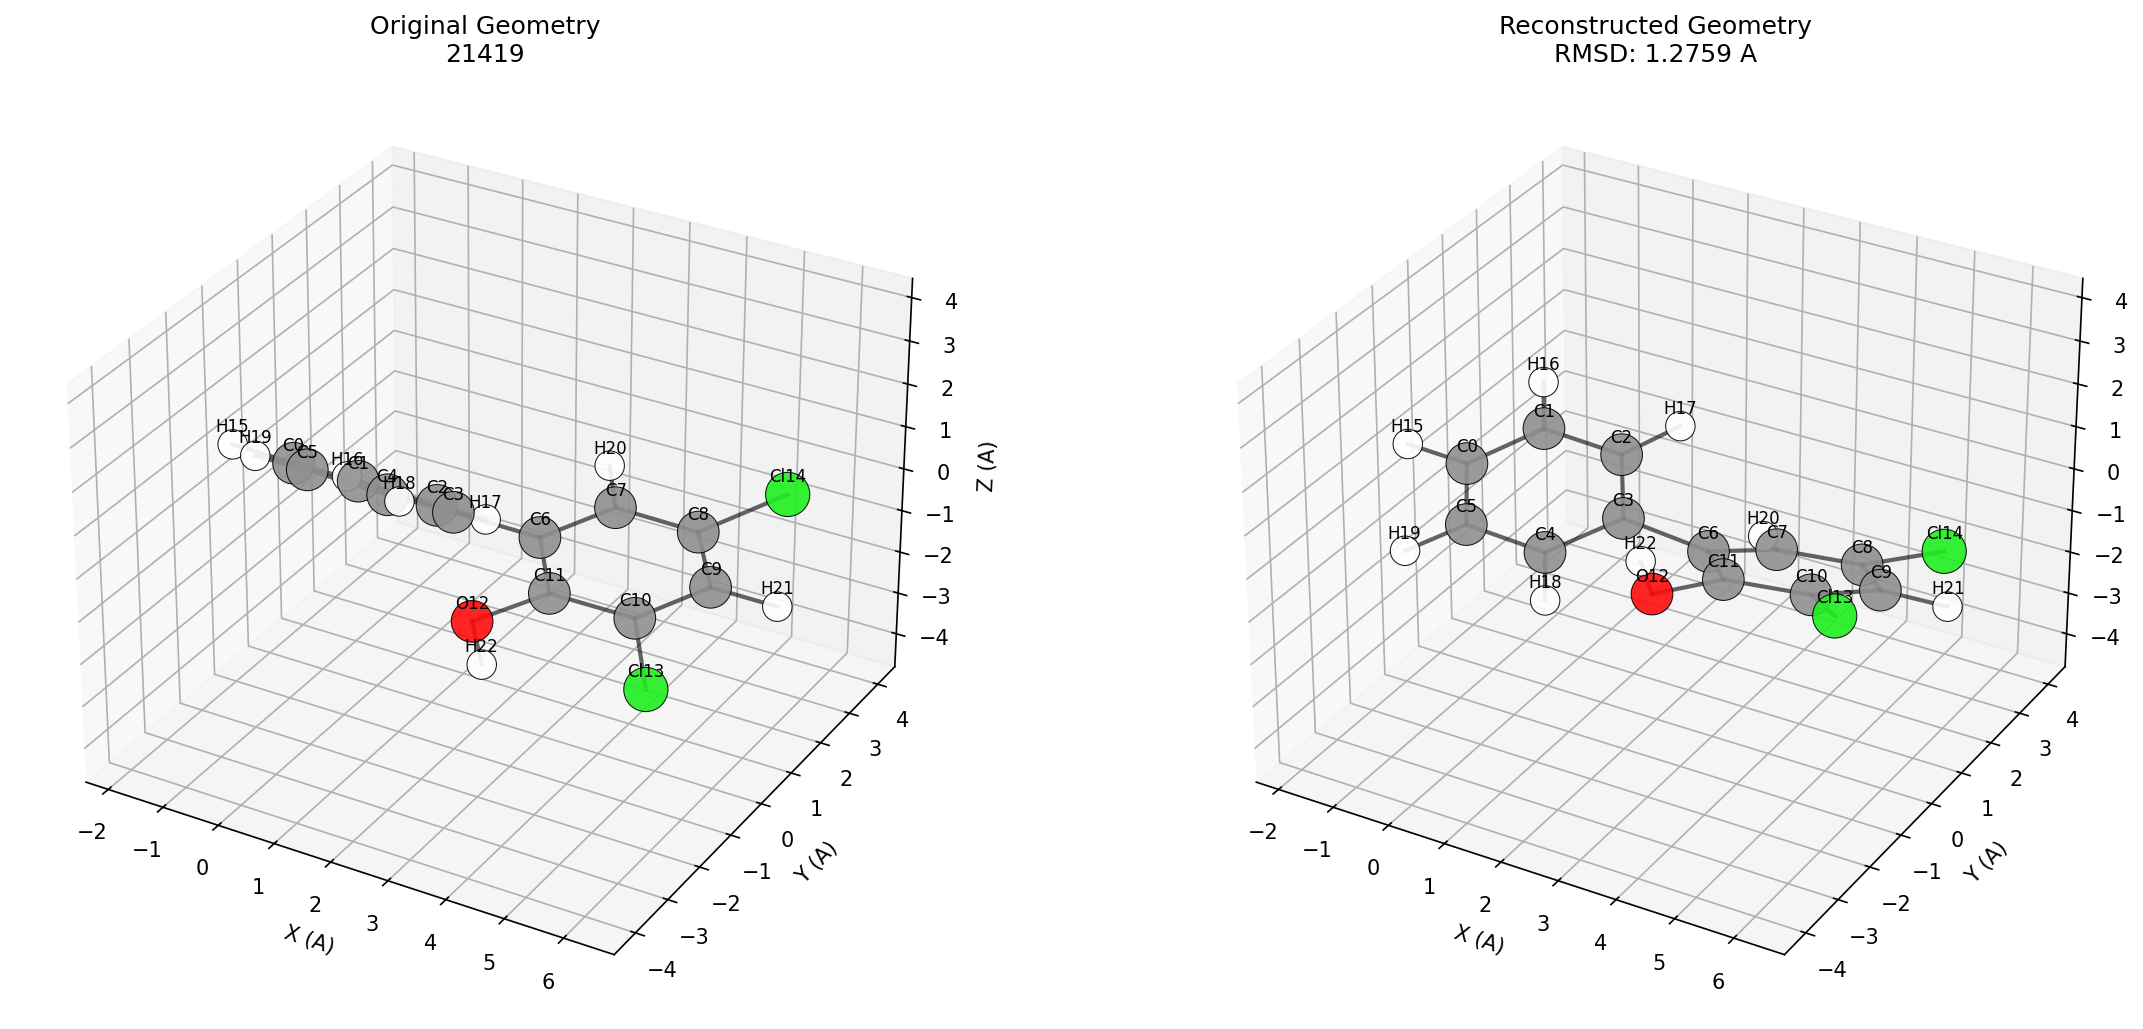 Original Geometry
21419
H15
H19
C0
C5
H16
C1
C4
H18
C2
C3
H17
C6
H20
C7
C8
Cl14
C11
C9
H21
C10
O12
H22
Cl13
4
3
2
1
0
−1
−2
−3
−4
Z (A)
−2
−1
0
1
2
3
4
5
6
X (A)
−4
−3
−2
−1
0
1
2
3
4
Y (A)
Reconstructed Geometry
RMSD: 1.2759 A
H16
C1
H15
C0
H17
C2
C5
C3
H19
C4
C6
H20
C7
H22
C11
C8
Cl14
H18
O12
C10
C9
Cl13
H21
4
3
2
1
0
−1
−2
−3
−4
−2
−1
0
1
2
3
4
5
6
X (A)
−4
−3
−2
−1
0
1
2
3
4
Y (A)